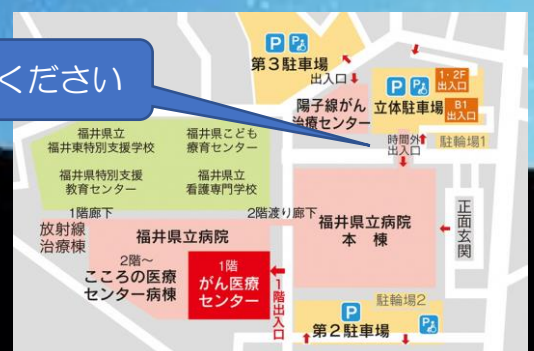 ください
P
第3駐車場
出入口
陽子線がん
治療センター
P
立体駐車場
1・2F
出入口
B1
出入口
時間外
出入口
駐輪場1
福井県立
福井東特別支援学校
福井県こども
療育センター
福井県特別支援
教育センター
福井県立
看護専門学校
1階廊下
2階渡り廊下
放射線
治療棟
福井県立病院
2階～
こころの医療
センター病棟
1階
がん医療
センター
1階出入口
福井県立病院
本 棟
正面玄関
駐輪場2
P
第2駐車場